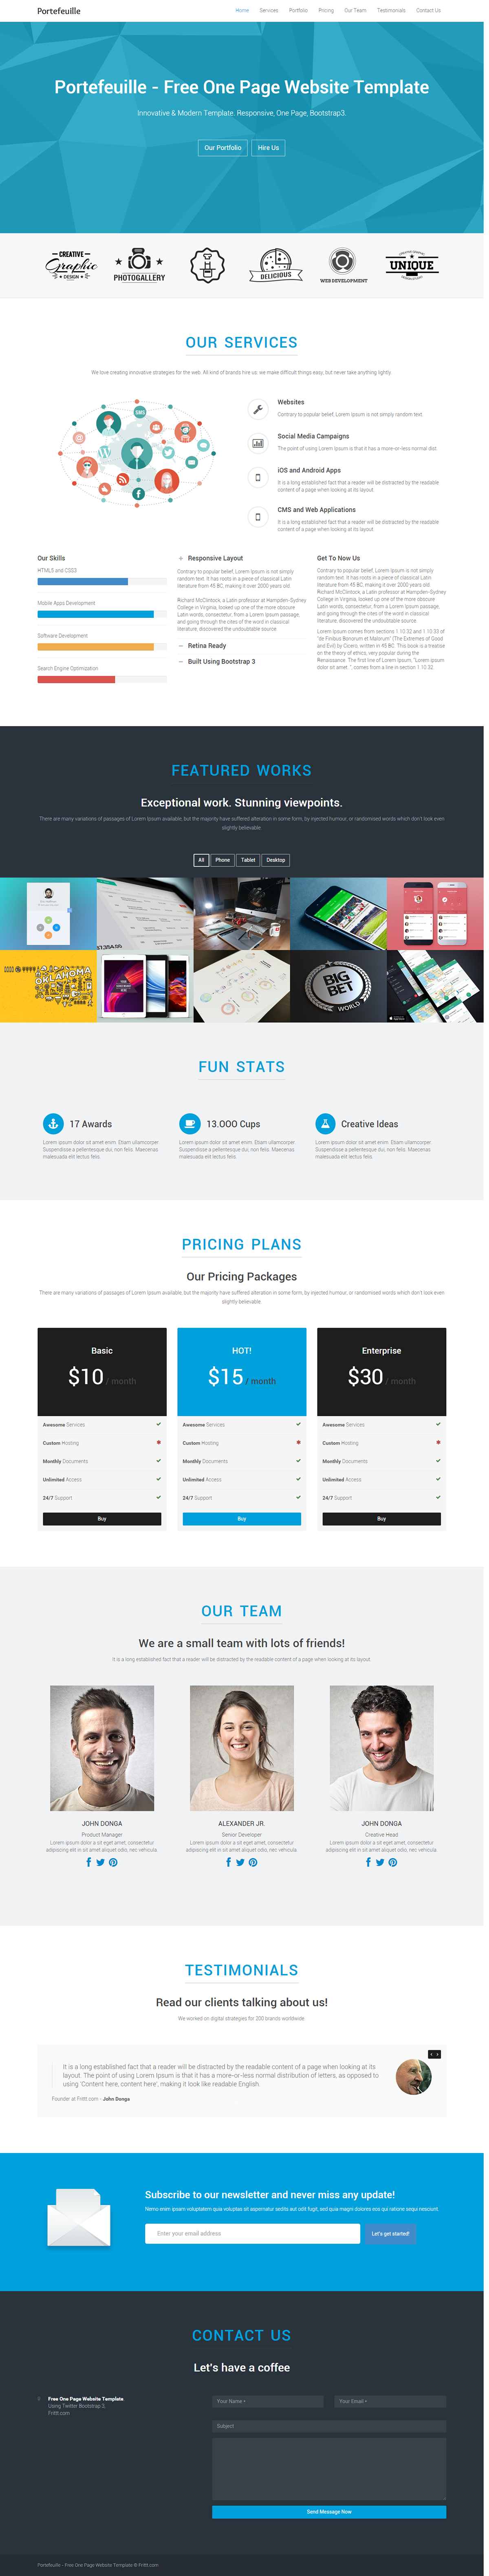 Portefeuille
Home Services Portfolio Pricing Our Team Testimonials Contact Us
Portefeuille - Free One Page Website Template
Innovative & Modern Template. Responsive, One Page, Bootstrap3.
Our Portfolio Hire Us
CREATIVE
Graphic
DESIGN
PHOTOGALLERY
DELICIOUS
WEB DEVELOPMENT
UNIQUE
OUR SERVICES
We love creating innovative strategies for the web. All kind of brands hire us. we make difficult things easy, but never take anything lightly.
Websites
Contrary to popular belief, Lorem Ipsum is not simply random text
Social Media Campaigns
The point of using Lorem Ipsum is that it has a more-or-less normal dist
iOS and Android Apps
It is a long established fact that a reader will be distracted by the readable
content of a page when looking at its layout.
CMS and Web Applications
It is a long established fact that a reader will be distracted by the readable
content of a page when looking at its layout.
Our Skills
HTML5 and CSS3
Mobile Apps Development
Software Development
Search Engine Optimization
Responsive Layout
Contrary to popular belief, Lorem Ipsum is not simply
random text. It has roots in a piece of classical Latin
literature from 45 BC, making it over 2000 years old.
Richard McClintock, a Latin professor at Hampden-Sydney
College in Virginia, looked up one of the more obscure
Latin words, consectetur, from a Lorem Ipsum passage,
and going through the cites of the word in classical
literature, discovered the undoubtable source.
Retina Ready
Built Using Bootstrap 3
Get To Now Us
Contrary to popular belief, Lorem Ipsum is not simply
random text. It has roots in a piece of classical Latin
literature from 45 BC, making it over 2000 years old.
Richard McClintock, a Latin professor at Hampden-Sydney
College in Virginia, looked up one of the more obscure
Latin words, consectetur, from a Lorem Ipsum passage,
and going through the cites of the word in classical
literature, discovered the undoubtable source.
Lorem Ipsum comes from sections 1.10.32 and 1.10.33 of
"de Finibus Bonorum et Malorum" (The Extremes of Good
and Evil) by Cicero, written in 45 BC. This book is a treatise
on the theory of ethics, very popular during the
Renaissance. The first line of Lorem Ipsum, "Lorem ipsum
dolor sit amet..", comes from a line in section 1.10.32.
FEATURED WORKS
Exceptional work. Stunning viewpoints.
There are many variations of passages of Lorem Ipsum available, but the majority have suffered alteration in some form, by injected humour, or randomised words which don't look even
slightly believable
All Phone Tablet Desktop
OKLAHOMA
BIG
BET
WORLD
FUN STATS
17 Awards
Lorem ipsum dolor sit amet enim. Etiam ullamcorper.
Suspendisse a pellentesque dui, non felis. Maecenas
malesuada elit lectus felis
13.000 Cups
Lorem ipsum dolor sit amet enim. Etiam ullamcorper.
Suspendisse a pellentesque dui, non felis. Maecenas
malesuada elit lectus felis
Creative Ideas
Lorem ipsum dolor sit amet enim. Etiam ullamcorper.
Suspendisse a pellentesque dui, non felis. Maecenas
malesuada elit lectus felis
PRICING PLANS
Our Pricing Packages
There are many variations of passages of Lorem Ipsum available, but the majority have suffered alteration in some form, by injected humour, or randomised words which don't look even
slightly believable
Basic
$10 / month
Awesome Services
Custom Hosting
Monthly Documents
Unlimited Access
24/7 Support
Buy
HOT!
$15 / month
Awesome Services
Custom Hosting
Monthly Documents
Unlimited Access
24/7 Support
Buy
Enterprise
$30 / month
Awesome Services
Custom Hosting
Monthly Documents
Unlimited Access
24/7 Support
Buy
OUR TEAM
We are a small team with lots of friends!
It is a long established fact that a reader will be distracted by the readable content of a page when looking at its layout.
JOHN DONGA
Product Manager
Lorem ipsum dolor a sit eget amet, consectetur
adipiscing elit in sit amet aliquet odio, nec vehicula.
ALEXANDER JR.
Senior Developer
Lorem ipsum dolor a sit eget amet, consectetur
adipiscing elit in sit amet aliquet odio, nec vehicula.
JOHN DONGA
Creative Head
Lorem ipsum dolor a sit eget amet, consectetur
adipiscing elit in sit amet aliquet odio, nec vehicula.
TESTIMONIALS
Read our clients talking about us!
We worked on digital strategies for 200 brands worldwide.
It is a long established fact that a reader will be distracted by the readable content of a page when looking at its
layout. The point of using Lorem Ipsum is that it has a more-or-less normal distribution of letters, as opposed to
using 'Content here, content here', making it look like readable English.
Founder at Frittt.com - John Donga
Subscribe to our newsletter and never miss any update!
Nemo enim ipsam voluptatem quia voluptas sit aspernatur sedits aut odit fugit, sed quia magni dolores eos qui ratione sequi nesciunt.
Enter your email address
Let's get started!
CONTACT US
Let's have a coffee
Free One Page Website Template.
Using Twitter Bootstrap 3,
Frittt.com
Your Name *
Your Email *
Subject
Send Message Now
Portefeuille - Free One Page Website Template © Frittt.com